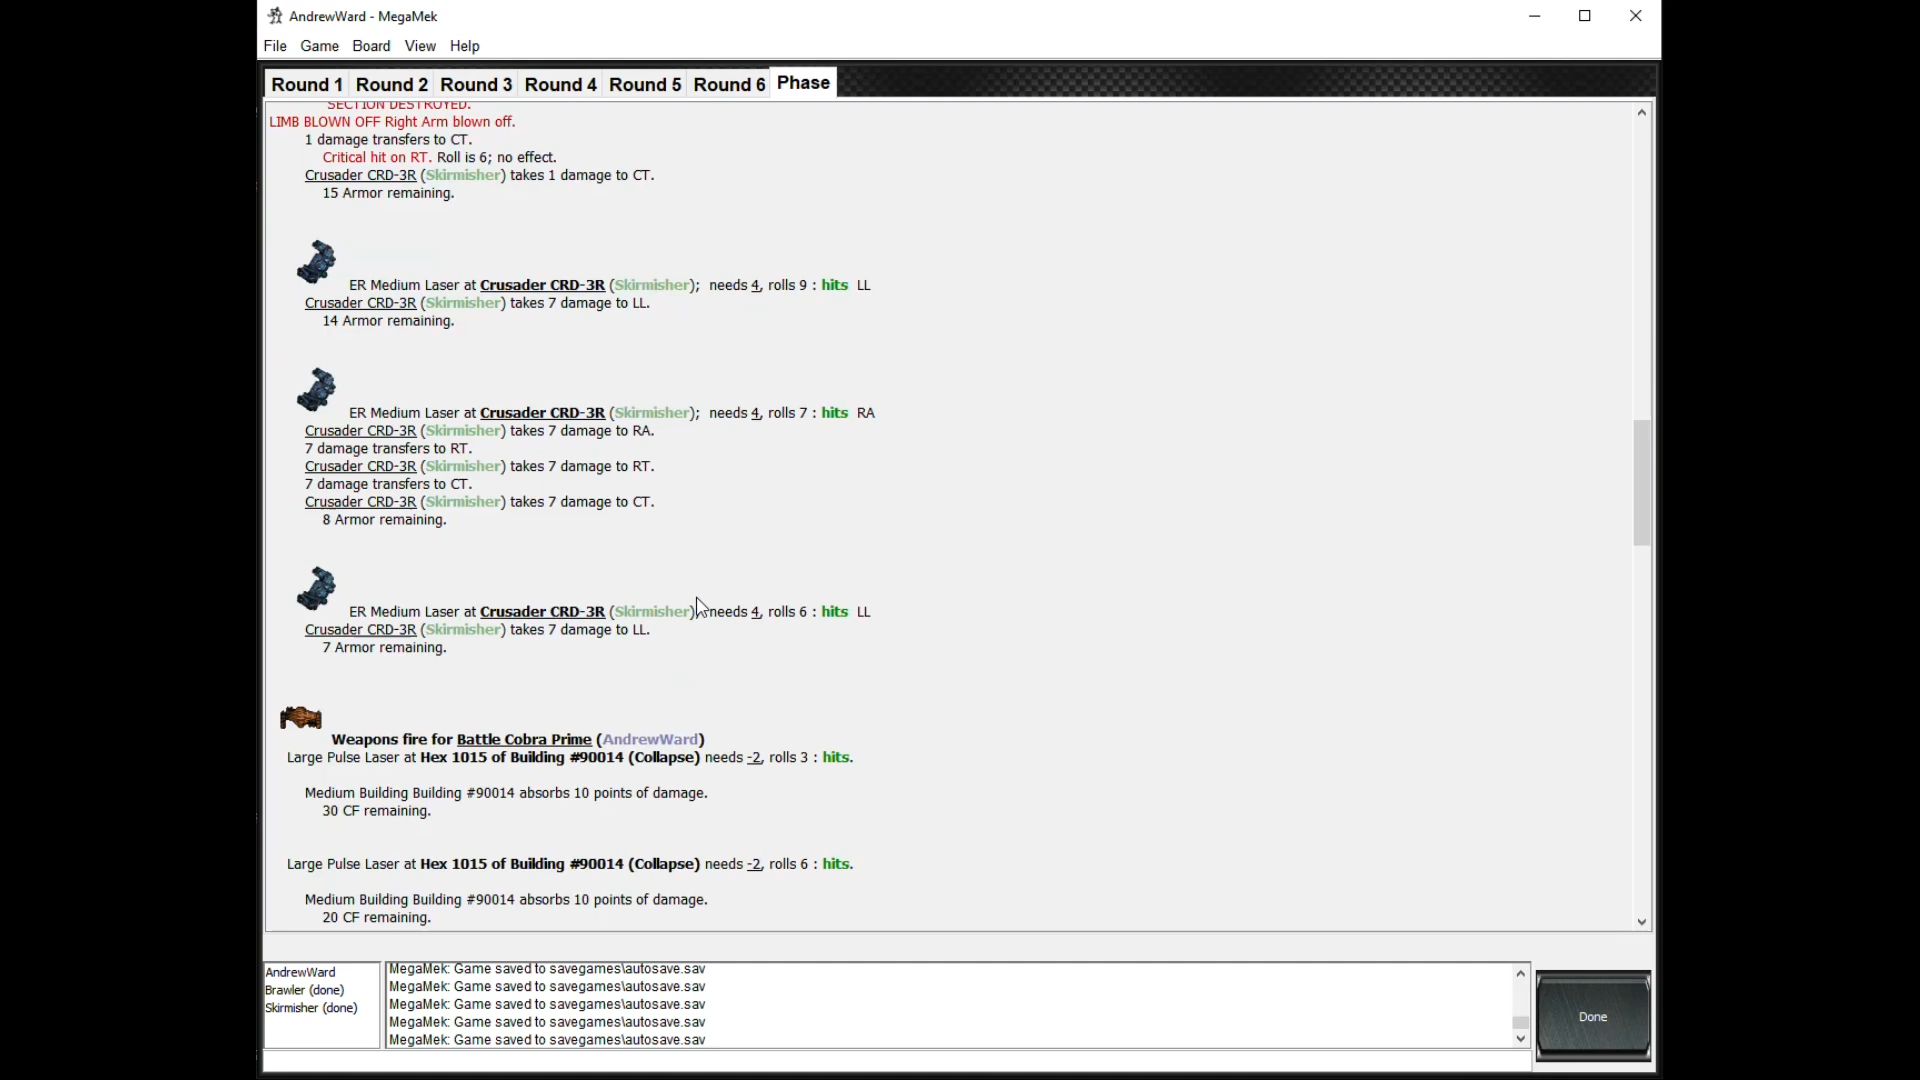 AndrewWard - MegaMek
File Game Board View Help
Round 1 Round 2 Round 3 Round 4 Round 5 Round 6 Phase
SECTION DESTROYED.
LIMB BLOWN OFF Right Arm blown off.
1 damage transfers to CT.
Critical hit on RT. Roll is 6; no effect.
Crusader CRD-3R (Skirmisher) takes 1 damage to CT.
15 Armor remaining.
ER Medium Laser at Crusader CRD-3R (Skirmisher); needs 4, rolls 9 : hits LL
Crusader CRD-3R (Skirmisher) takes 7 damage to LL.
14 Armor remaining.
ER Medium Laser at Crusader CRD-3R (Skirmisher); needs 4, rolls 7 : hits RA
Crusader CRD-3R (Skirmisher) takes 7 damage to RA.
7 damage transfers to RT.
Crusader CRD-3R (Skirmisher) takes 7 damage to RT.
7 damage transfers to CT.
Crusader CRD-3R (Skirmisher) takes 7 damage to CT.
8 Armor remaining.
ER Medium Laser at Crusader CRD-3R (Skirmisher); needs 4, rolls 6 : hits LL
Crusader CRD-3R (Skirmisher) takes 7 damage to LL.
7 Armor remaining.
Weapons fire for Battle Cobra Prime (AndrewWard)
Large Pulse Laser at Hex 1015 of Building #90014 (Collapse) needs -2, rolls 3 : hits.
Medium Building Building #90014 absorbs 10 points of damage.
30 CF remaining.
Large Pulse Laser at Hex 1015 of Building #90014 (Collapse) needs -2, rolls 6 : hits.
Medium Building Building #90014 absorbs 10 points of damage.
20 CF remaining.
AndrewWard
Brawler (done)
Skirmisher (done)
MegaMek: Game saved to savegames\autosave.sav
MegaMek: Game saved to savegames\autosave.sav
MegaMek: Game saved to savegames\autosave.sav
MegaMek: Game saved to savegames\autosave.sav
MegaMek: Game saved to savegames\autosave.sav
Done